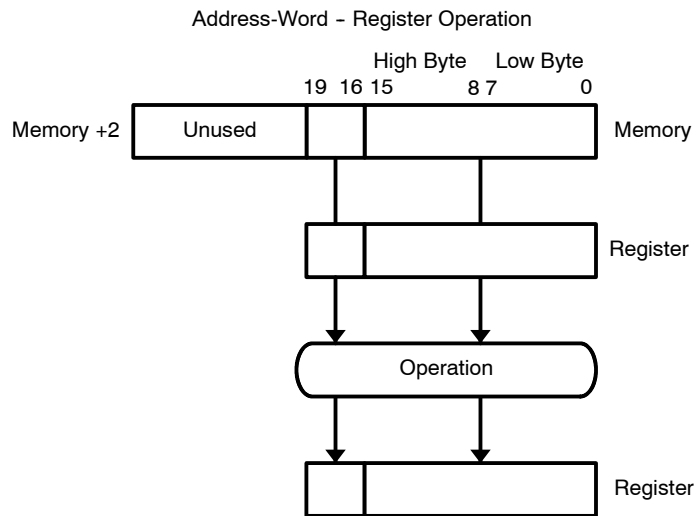 Address-Word – Register Operation
High Byte Low Byte
19 16 15 8 7 0
Memory +2 Unused Memory
Register
Operation
Register